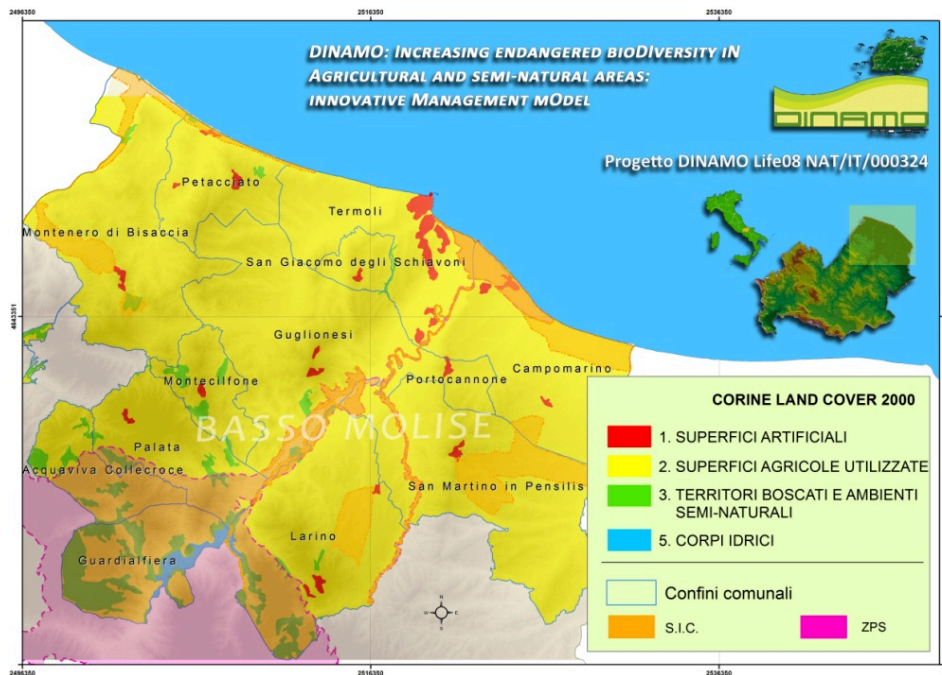 2496350
2516350
2536350
DINAMO: INCREASING ENDANGERED BIODIVERSITY IN
AGRICULTURAL AND SEMI-NATURAL AREAS:
INNOVATIVE MANAGEMENT MODEL
DINAMO
Progetto DINAMO Life08 NAT/IT/000324
Petacciato
Termoli
Montenero di Bisaccia
San Giacomo degli Schiavoni
4643351
Guglionesi
Montecilfone
Portocannone
Campomarino
BASSO MOLISE
Palata
Acquaviva Collecroce
San Martino in Pensilis
Larino
Guardialfiera
N
W
E
S
CORINE LAND COVER 2000
1. SUPERFICI ARTIFICIALI
2. SUPERFICI AGRICOLE UTILIZZATE
3. TERRITORI BOSCATI E AMBIENTI
SEMI-NATURALI
5. CORPI IDRICI
Confini comunali
S.I.C.
ZPS
2496350
2516350
2536350